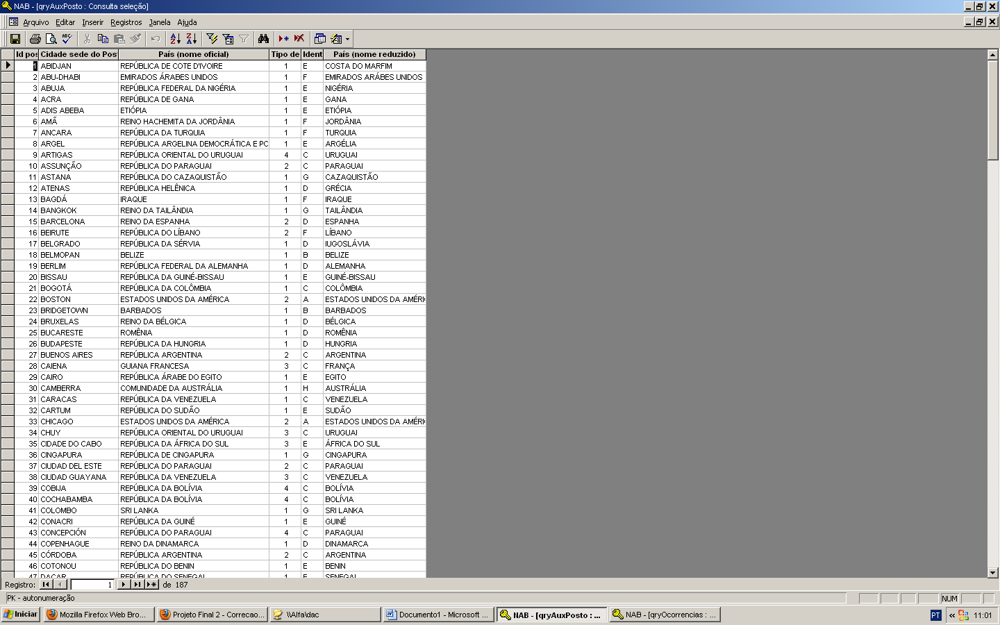 NAB - [qryAuxPosto : Consulta seleção]
Arquivo Editar Inserir Registros Janela Ajuda
Id pos Cidade sede do Pos País (nome oficial) Tipo de Ident País (nome reduzido)
1 ABIDJAN REPÚBLICA DE COTE D'IVOIRE 1 E COSTA DO MARFIM
2 ABU-DHABI EMIRADOS ÁRABES UNIDOS 1 F EMIRADOS ARÁBES UNIDOS
3 ABUJA REPÚBLICA FEDERAL DA NIGÉRIA 1 E NIGÉRIA
4 ACRA REPÚBLICA DE GANA 1 E GANA
5 ADIS ABEBA ETIÓPIA 1 E ETIÓPIA
6 AMÃ REINO HACHEMITA DA JORDÂNIA 1 F JORDÂNIA
7 ANCARA REPÚBLICA DA TURQUIA 1 F TURQUIA
8 ARGEL REPÚBLICA ARGELINA DEMOCRÁTICA E PO 1 E ARGÉLIA
9 ARTIGAS REPÚBLICA ORIENTAL DO URUGUAI 4 C URUGUAI
10 ASSUNÇÃO REPÚBLICA DO PARAGUAI 2 C PARAGUAI
11 ASTANA REPÚBLICA DO CAZAQUISTÃO 1 G CAZAQUISTÃO
12 ATENAS REPÚBLICA HELÊNICA 1 D GRÉCIA
13 BAGDÁ IRAQUE 1 F IRAQUE
14 BANGKOK REINO DA TAILÂNDIA 1 G TAILÂNDIA
15 BARCELONA REINO DA ESPANHA 2 D ESPANHA
16 BEIRUTE REPÚBLICA DO LÍBANO 2 F LÍBANO
17 BELGRADO REPÚBLICA DA SÉRVIA 1 D IUGOSLÁVIA
18 BELMOPAN BELIZE 1 B BELIZE
19 BERLIM REPÚBLICA FEDERAL DA ALEMANHA 1 D ALEMANHA
20 BISSAU REPÚBLICA DA GUINÉ-BISSAU 1 E GUINÉ-BISSAU
21 BOGOTÁ REPÚBLICA DA COLÔMBIA 1 C COLÔMBIA
22 BOSTON ESTADOS UNIDOS DA AMÉRICA 2 A ESTADOS UNIDOS DA AMÉRI
23 BRIDGETOWN BARBADOS 1 B BARBADOS
24 BRUXELAS REINO DA BÉLGICA 1 D BÉLGICA
25 BUCARESTE ROMÊNIA 1 D ROMÊNIA
26 BUDAPESTE REPÚBLICA DA HUNGRIA 1 D HUNGRIA
27 BUENOS AIRES REPÚBLICA ARGENTINA 2 C ARGENTINA
28 CAIENA GUIANA FRANCESA 3 C FRANÇA
29 CAIRO REPÚBLICA ÁRABE DO EGITO 1 E EGITO
30 CAMBERRA COMUNIDADE DA AUSTRÁLIA 1 H AUSTRÁLIA
31 CARACAS REPÚBLICA DA VENEZUELA 1 C VENEZUELA
32 CARTUM REPÚBLICA DO SUDÃO 1 E SUDÃO
33 CHICAGO ESTADOS UNIDOS DA AMÉRICA 2 A ESTADOS UNIDOS DA AMÉRI
34 CHUY REPÚBLICA ORIENTAL DO URUGUAI 3 C URUGUAI
35 CIDADE DO CABO REPÚBLICA DA ÁFRICA DO SUL 3 E ÁFRICA DO SUL
36 CINGAPURA REPÚBLICA DE CINGAPURA 1 G CINGAPURA
37 CIUDAD DEL ESTE REPÚBLICA DO PARAGUAI 2 C PARAGUAI
38 CIUDAD GUAYANA REPÚBLICA DA VENEZUELA 3 C VENEZUELA
39 COBIJA REPÚBLICA DA BOLÍVIA 4 C BOLÍVIA
40 COCHABAMBA REPÚBLICA DA BOLÍVIA 4 C BOLÍVIA
41 COLOMBO SRI LANKA 1 G SRI LANKA
42 CONACRI REPÚBLICA DA GUINÉ 1 E GUINÉ
43 CONCEPCIÓN REPÚBLICA DO PARAGUAI 4 C PARAGUAI
44 COPENHAGUE REINO DA DINAMARCA 1 D DINAMARCA
45 CÓRDOBA REPÚBLICA ARGENTINA 2 C ARGENTINA
46 COTONOU REPÚBLICA DO BENIN 1 E BENIN
47 DACAR REPÚBLICA DO SENEGAL 1 E SENEGAL
Registro: 1 de 187
PK - autonumeração NUM
Iniciar Mozilla Firefox Web Bro... Projeto Final 2 - Correcao... \\Alfa\dac Documento1 - Microsoft ... NAB - [qryAuxPosto : ... NAB - [qryOcorrencias : ... PT « 11:01